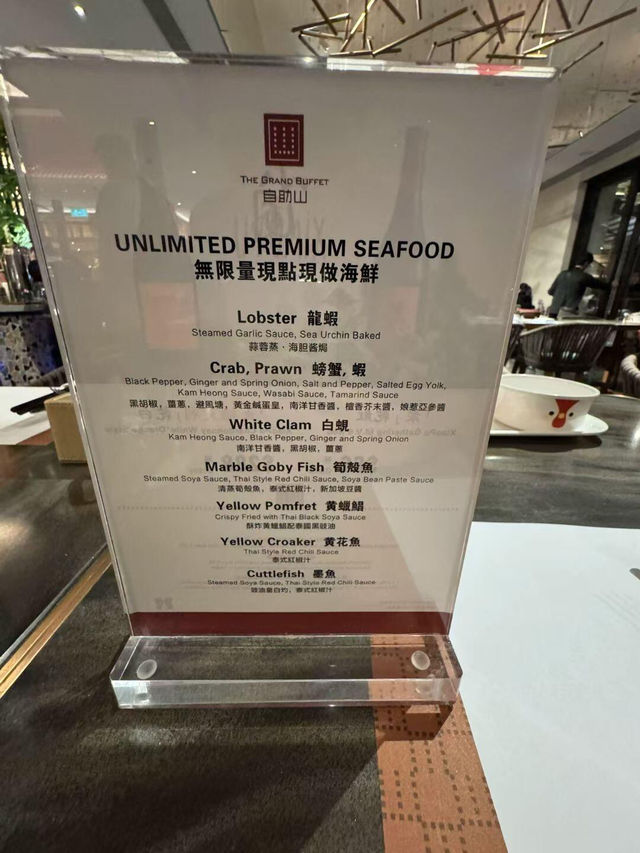 THE GRAND BUFFET
自助山
UNLIMITED PREMIUM SEAFOOD
無限量現點現做海鮮
Lobster 龍蝦
Steamed Garlic Sauce, Sea Urchin Baked
蒜蓉蒸、海胆醬焗
Crab, Prawn 螃蟹, 蝦
Black Pepper, Ginger and Spring Onion, Salt and Pepper, Salted Egg Yolk,
Kam Heong Sauce, Wasabi Sauce, Tamarind Sauce
黑胡椒，薑蔥，避風塘，黃金鹹蛋皇，南洋甘香醬，檀香芥末醬，娘惹亞參醬
White Clam 白蜆
Kam Heong Sauce, Black Pepper, Ginger and Spring Onion
南洋甘香醬，黑胡椒，薑蔥
Marble Goby Fish 筍殼魚
Steamed Soya Sauce, Thai Style Red Chili Sauce, Soya Bean Paste Sauce
清蒸筍殼魚，泰式紅椒汁，新加坡豆醬
Yellow Pomfret 黄蠟鯧
Crispy Fried with Thai Black Soya Sauce
酥炸黃蠟鯧配泰國黑豉油
Yellow Croaker 黄花魚
Thai Style Red Chili Sauce
泰式紅椒汁
Cuttlefish 墨魚
Steamed Soya Sauce, Thai Style Red Chili Sauce
豉油皇白灼，泰式紅椒汁